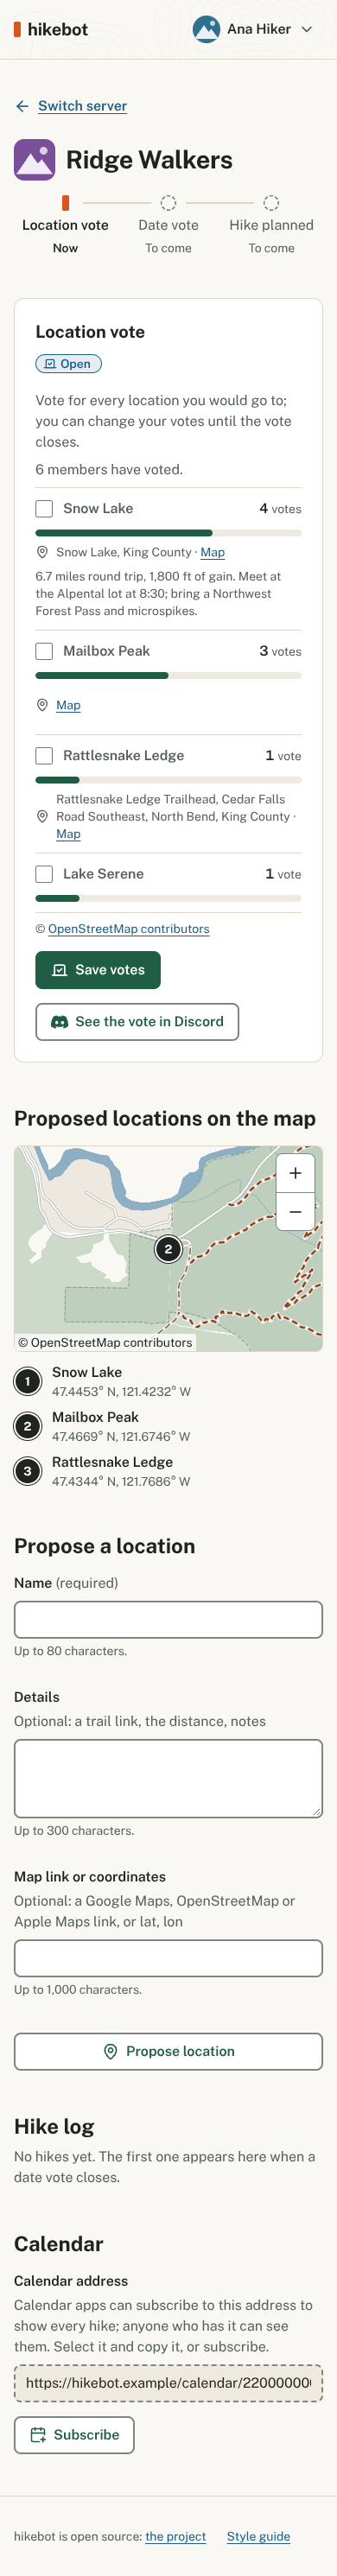 hikebot
Ana Hiker
Switch server
Ridge Walkers
Location vote
Now
Date vote
To come
Hike planned
To come
Location vote
Open
Vote for every location you would go to;
you can change your votes until the vote
closes.
6 members have voted.
Snow Lake 4 votes
Snow Lake, King County · Map
6.7 miles round trip, 1,800 ft of gain. Meet at
the Alpental lot at 8:30; bring a Northwest
Forest Pass and microspikes.
Mailbox Peak 3 votes
Map
Rattlesnake Ledge 1 vote
Rattlesnake Ledge Trailhead, Cedar Falls
Road Southeast, North Bend, King County ·
Map
Lake Serene 1 vote
© OpenStreetMap contributors
Save votes
See the vote in Discord
Proposed locations on the map
+
−
2
© OpenStreetMap contributors
1 Snow Lake
47.4453° N, 121.4232° W
2 Mailbox Peak
47.4669° N, 121.6746° W
3 Rattlesnake Ledge
47.4344° N, 121.7686° W
Propose a location
Name (required)
Up to 80 characters.
Details
Optional: a trail link, the distance, notes
Up to 300 characters.
Map link or coordinates
Optional: a Google Maps, OpenStreetMap or
Apple Maps link, or lat, lon
Up to 1,000 characters.
Propose location
Hike log
No hikes yet. The first one appears here when a
date vote closes.
Calendar
Calendar address
Calendar apps can subscribe to this address to
show every hike; anyone who has it can see
them. Select it and copy it, or subscribe.
https://hikebot.example/calendar/22000000
Subscribe
hikebot is open source: the project
Style guide